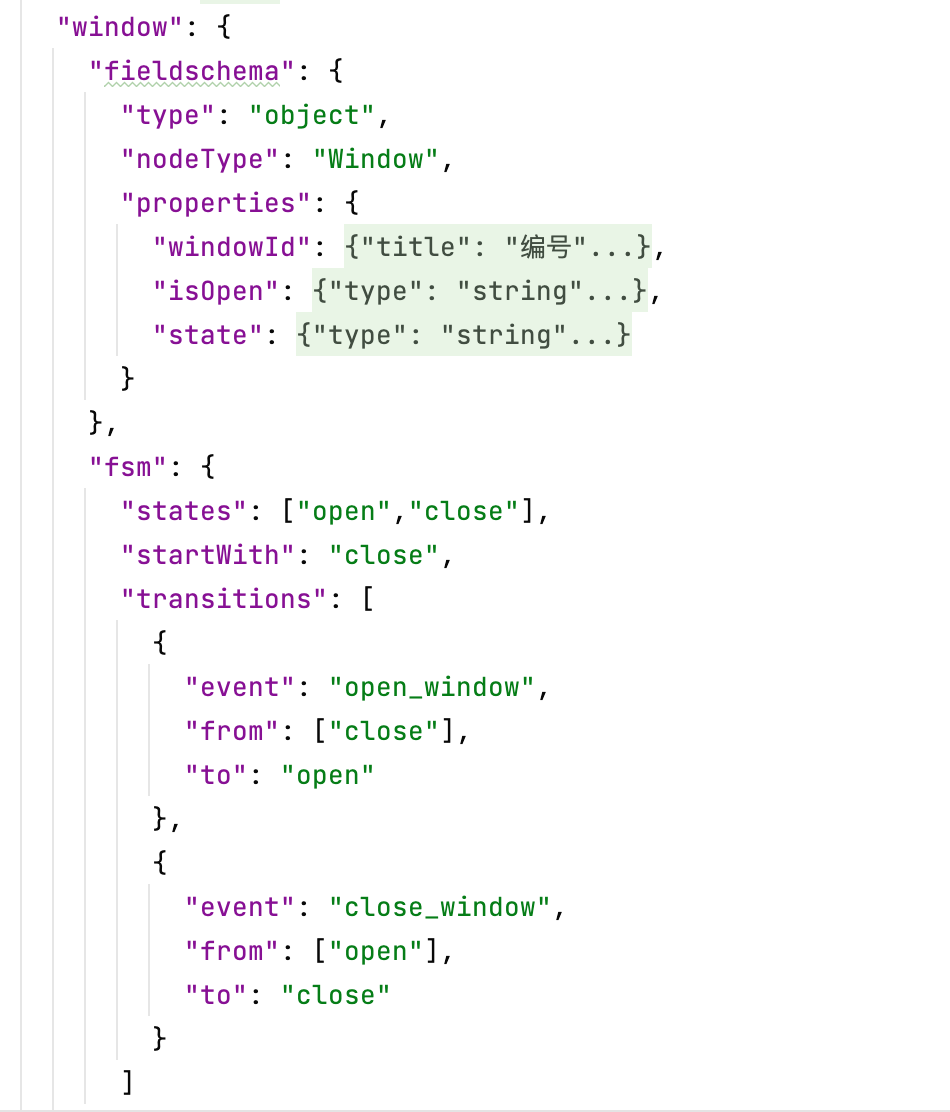 "window": {
"fieldschema": {
"type": "object",
"nodeType": "Window",
"properties": {
"windowId": {"title": "编号"...},
"isOpen": {"type": "string"...},
"state": {"type": "string"...}
}
},
"fsm": {
"states": ["open","close"],
"startWith": "close",
"transitions": [
{
"event": "open_window",
"from": ["close"],
"to": "open"
},
{
"event": "close_window",
"from": ["open"],
"to": "close"
}
]